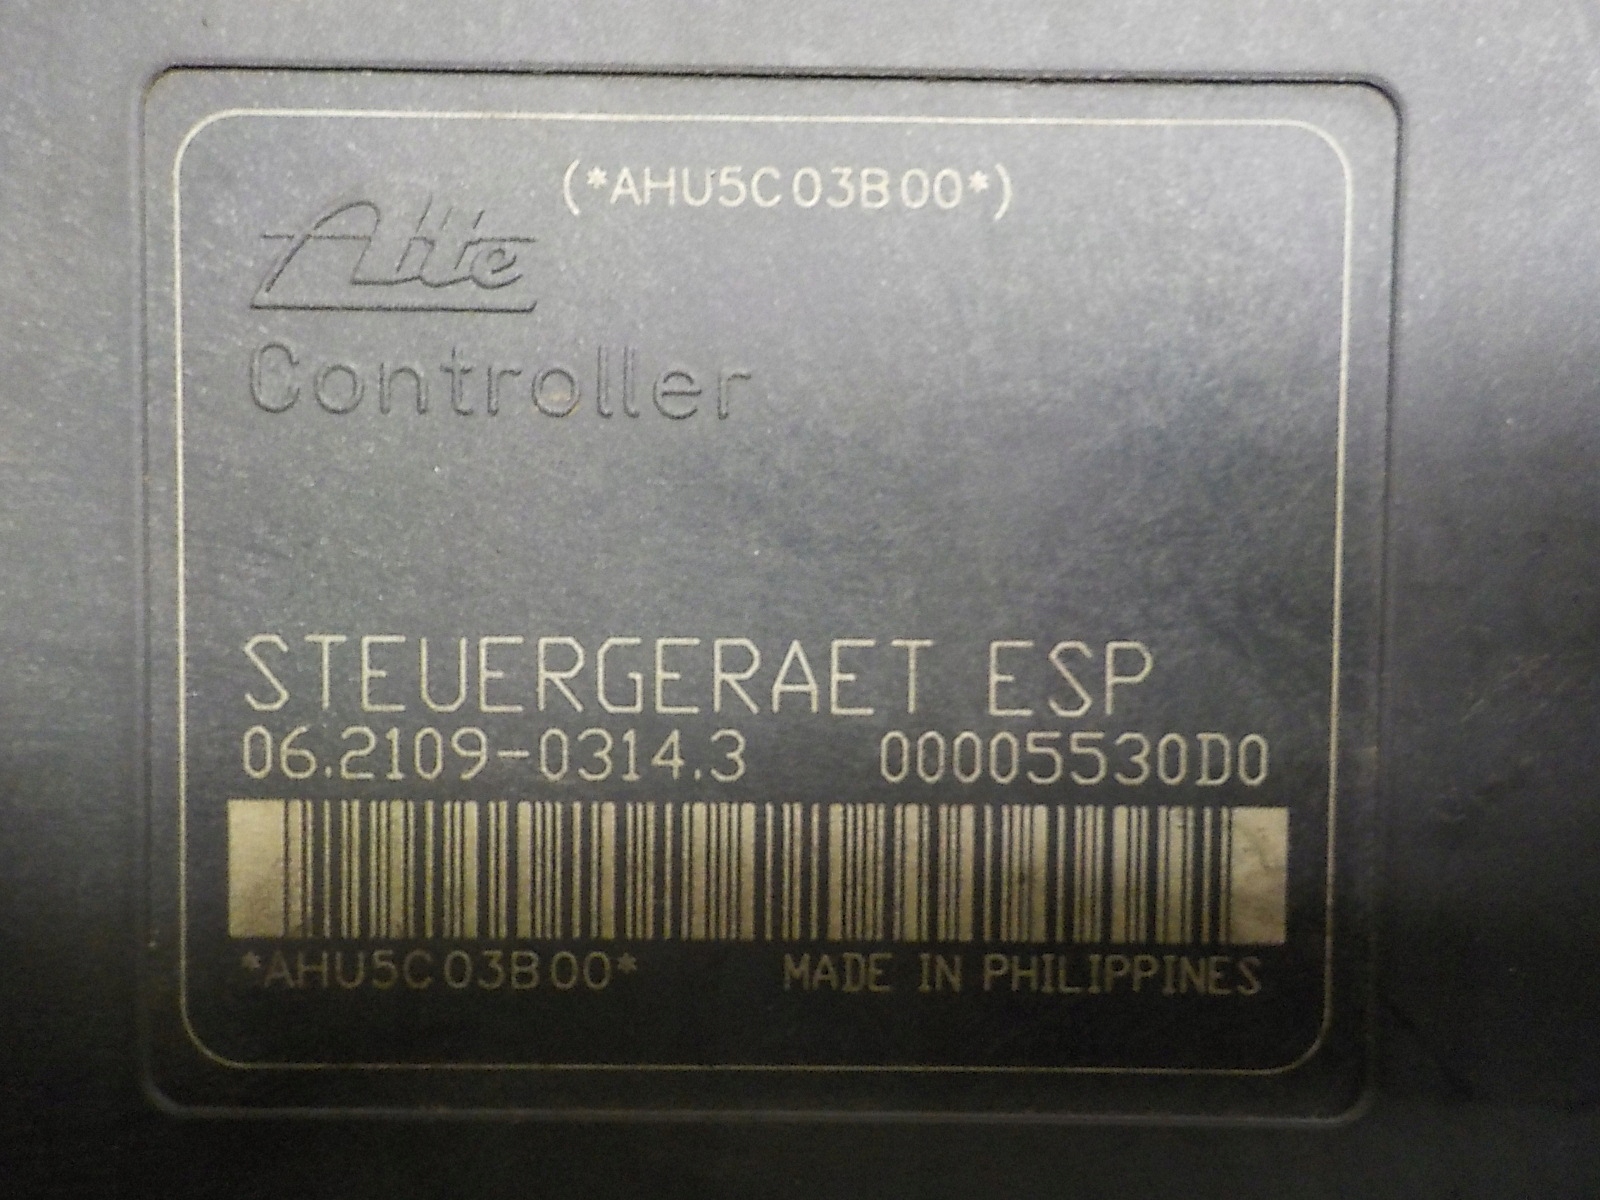 (*AHU5C03B00*)
Ate
Controller
STEUERGERAET ESP
06.2109-0314.3 00005530D0
*AHU5C03B00* MADE IN PHILIPPINES